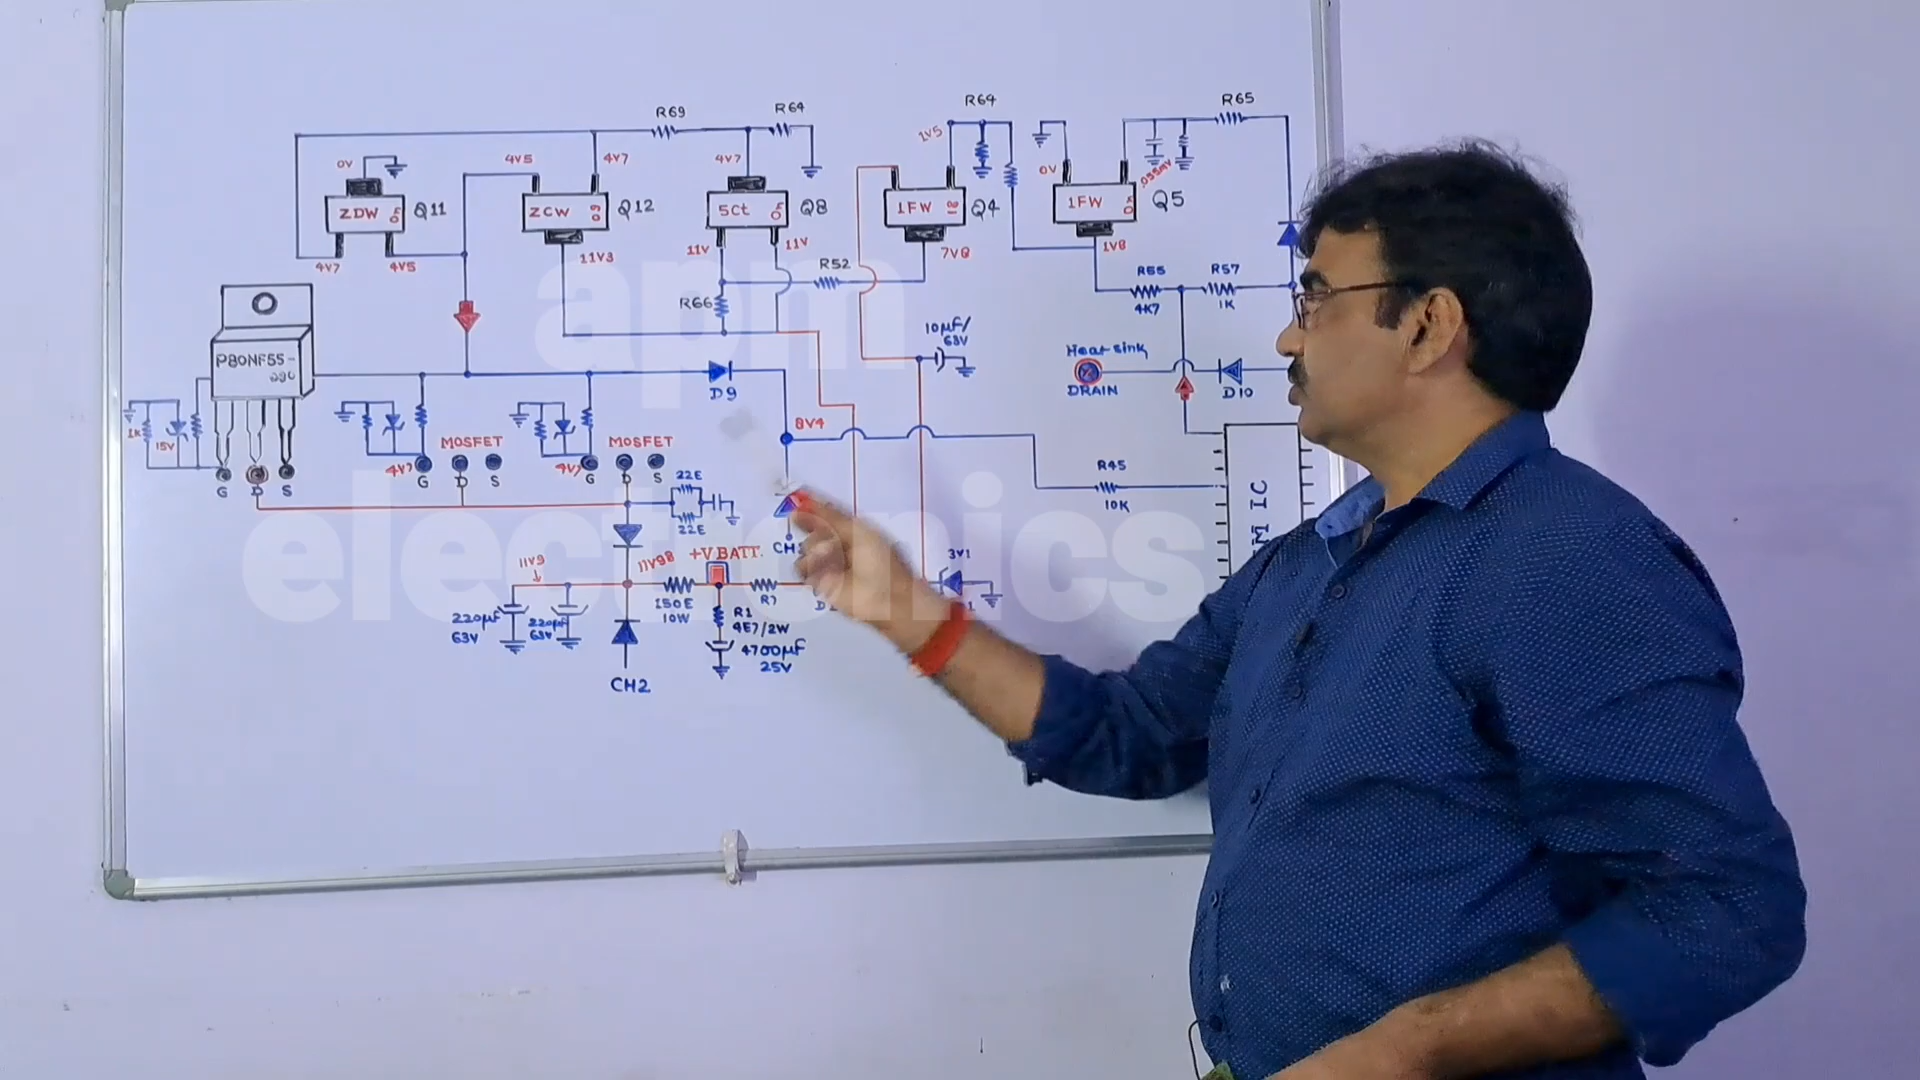 R69
R64
R64
R65
0V
4V5
4V7
4V7
1V5
0V
.055mV
ZDW
Q11
ZCW
Q12
5Ct
Q8
1FW
Q4
1FW
Q5
4V7
4V5
11V3
11V
11V
7V8
1V8
R52
R66
R55
4K7
R57
1K
10µF/
63V
Heat sink
DRAIN
D10
P80NF55-
D9
8V4
1K
15V
MOSFET
MOSFET
4V7
4V7
G
D
S
G
D
S
G
D
S
22E
22E
R45
10K
IC
11V9
11V98
+V BATT.
3V1
220µF
63V
220µF
63V
150E
10W
R7
R1
4E7/2W
4700µF
25V
CH2
apm
electronics